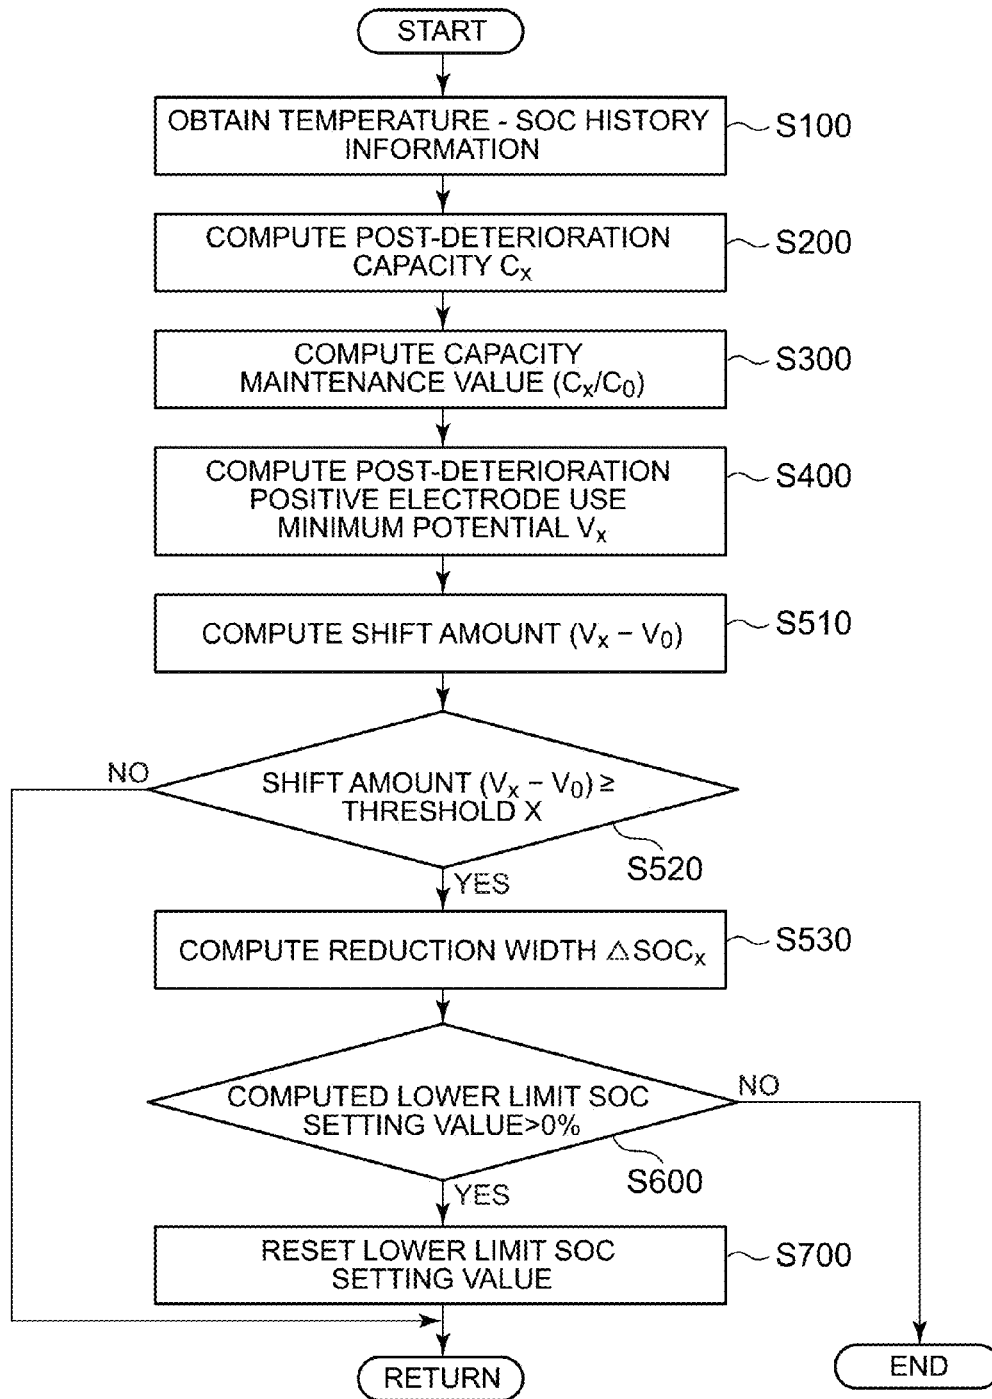 START
OBTAIN TEMPERATURE - SOC HISTORY
INFORMATION
S100
COMPUTE POST-DETERIORATION
CAPACITY Cx
S200
COMPUTE CAPACITY
MAINTENANCE VALUE (Cx/C0)
S300
COMPUTE POST-DETERIORATION
POSITIVE ELECTRODE USE
MINIMUM POTENTIAL Vx
S400
COMPUTE SHIFT AMOUNT (Vx − V0)
S510
NO
SHIFT AMOUNT (Vx − V0) ≥
THRESHOLD X
S520
YES
COMPUTE REDUCTION WIDTH △SOCx
S530
COMPUTED LOWER LIMIT SOC
SETTING VALUE>0%
NO
S600
YES
RESET LOWER LIMIT SOC
SETTING VALUE
S700
RETURN
END